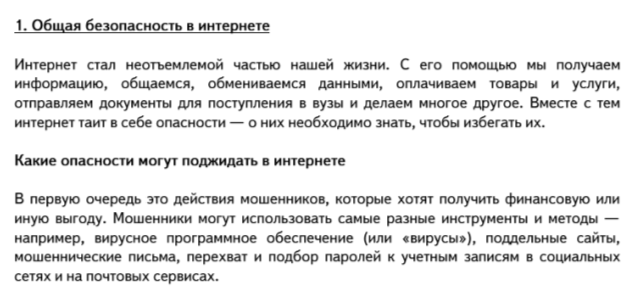 1. Общая безопасность в интернете
Интернет стал неотъемлемой частью нашей жизни. С его помощью мы получаем
информацию, общаемся, обмениваемся данными, оплачиваем товары и услуги,
отправляем документы для поступления в вузы и делаем многое другое. Вместе с тем
интернет таит в себе опасности — о них необходимо знать, чтобы избегать их.
Какие опасности могут поджидать в интернете
В первую очередь это действия мошенников, которые хотят получить финансовую или
иную выгоду. Мошенники могут использовать самые разные инструменты и методы —
например, вирусное программное обеспечение (или «вирусы»), поддельные сайты,
мошеннические письма, перехват и подбор паролей к учетным записям в социальных
сетях и на почтовых сервисах.